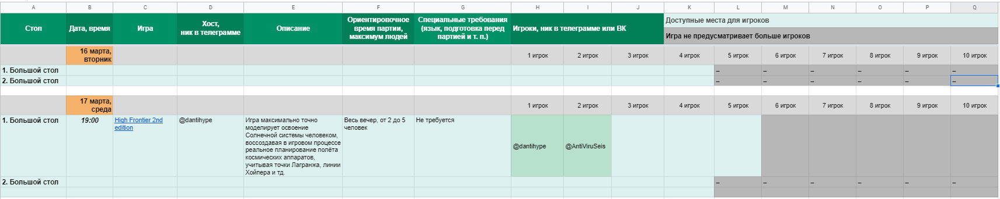 A B C D E F G H I J K L M N O P Q
Стол
Дата, время
Игра
Хост,
ник в телеграмме
Описание
Ориентировочное
время партии,
максимум людей
Специальные требования
(язык, подготовка перед
партией и т. п.)
Игроки, ник в телеграмме или ВК
Доступные места для игроков
Игра не предусматривает больше игроков
16 марта,
вторник
1 игрок 2 игрок 3 игрок 4 игрок 5 игрок 6 игрок 7 игрок 8 игрок 9 игрок 10 игрок
1. Большой стол – – – – – –
2. Большой стол – – – – – –
17 марта,
среда
1 игрок 2 игрок 3 игрок 4 игрок 5 игрок 6 игрок 7 игрок 8 игрок 9 игрок 10 игрок
1. Большой стол
19:00
High Frontier 2nd
edition
@dantihype
Игра максимально точно
моделирует освоение
Солнечной системы человеком,
воссоздавая в игровом процессе
реальное планирование полёта
космических аппаратов,
учитывая точки Лагранжа, линии
Хойпера и тд.
Весь вечер, от 2 до 5
человек
Не требуется
@dantihype
@AntiViruSeis
2. Большой стол – – – – – –